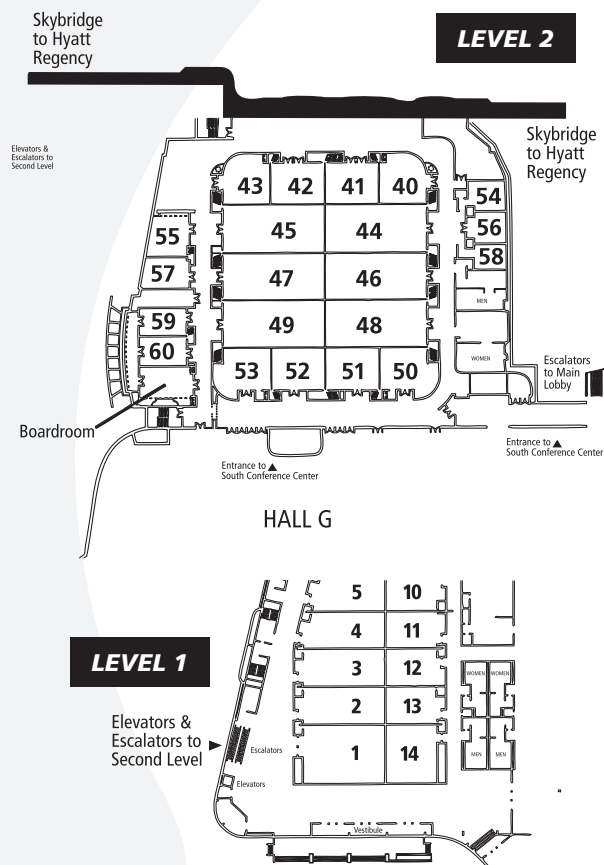 Skybridge
to Hyatt
Regency
LEVEL 2
Elevators &
Escalators to
Second Level
Skybridge
to Hyatt
Regency
43 42 41 40
54
45 44
56
55
58
57
47 46
MEN
59
49 48
60
WOMEN
53 52 51 50
Escalators
to Main
Lobby
Boardroom
Entrance to
South Conference Center
Entrance to
South Conference Center
HALL G
5 10
4 11
LEVEL 1
3 12
WOMEN WOMEN
2 13
Elevators &
Escalators to
Second Level
Escalators
1 14
MEN MEN
Elevators
Vestibule